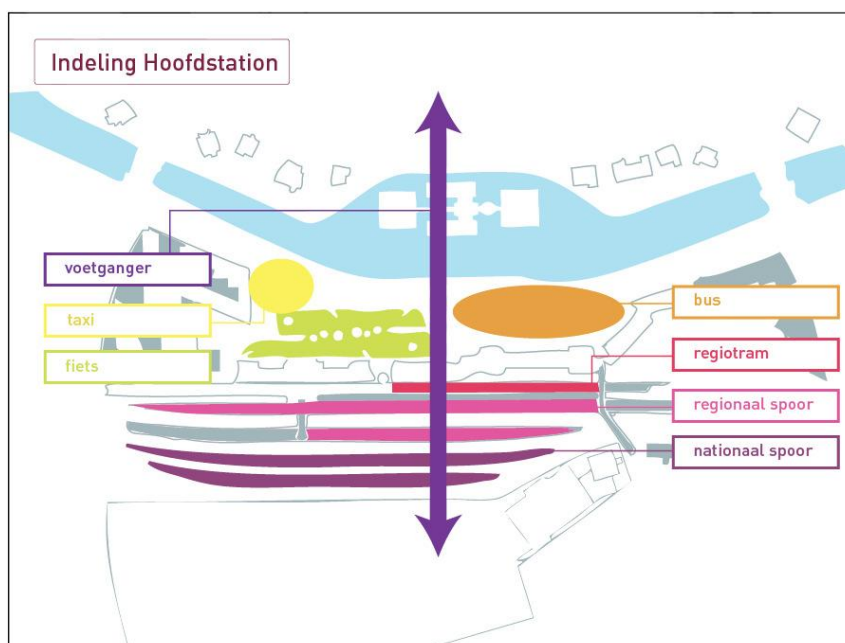 Indeling Hoofdstation
voetganger
taxi
fiets
bus
regiotram
regionaal spoor
nationaal spoor